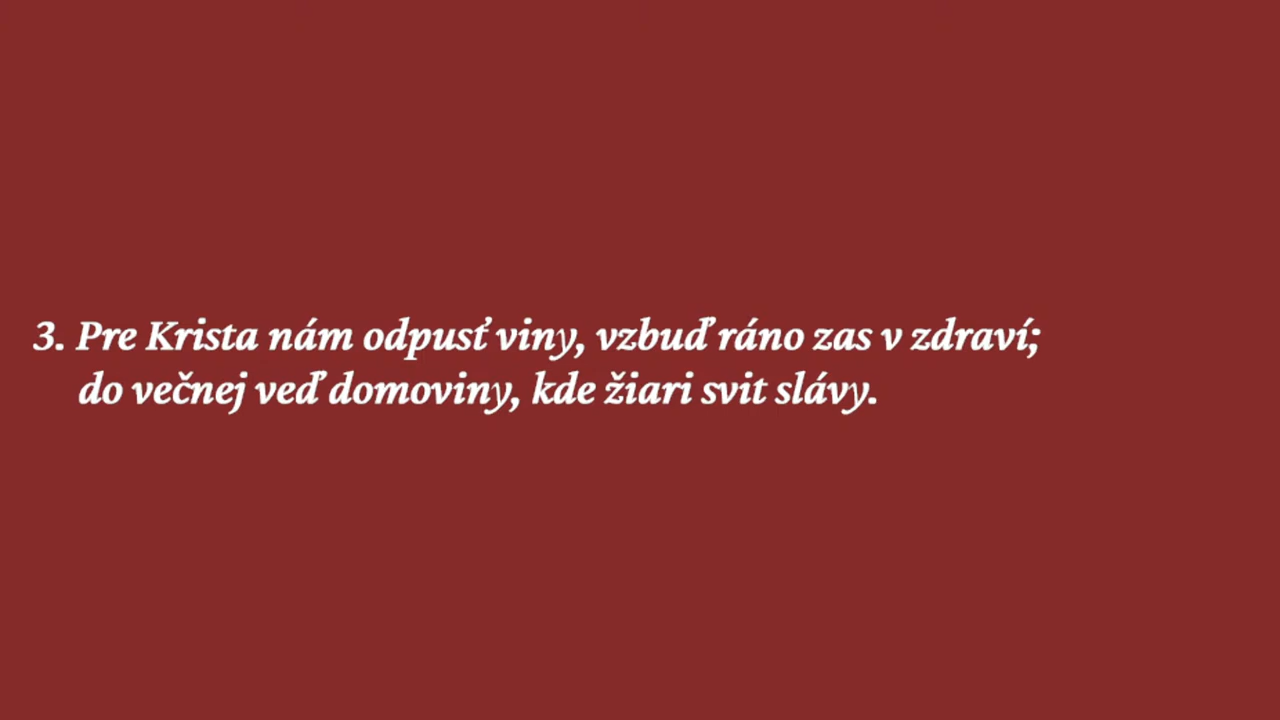 3. Pre Krista nám odpusť viny, vzbuď ráno zas v zdraví;
do večnej veď domoviny, kde žiari svit slávy.